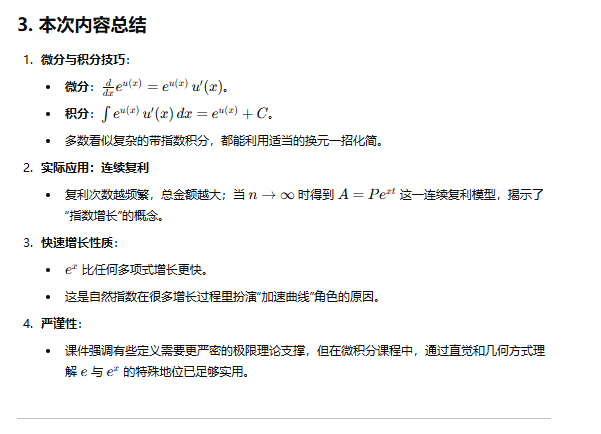 3. 本次内容总结
1. 微分与积分技巧：
• 微分：$\frac{d}{dx}e^{u(x)} = e^{u(x)}\,u'(x)$。
• 积分：$\int e^{u(x)}\,u'(x)\,dx = e^{u(x)} + C$。
• 多数看似复杂的带指数积分，都能利用适当的换元一招化简。
2. 实际应用：连续复利
• 复利次数越频繁，总金额越大；当 $n \to \infty$ 时得到 $A = Pe^{xt}$ 这一连续复利模型，揭示了
“指数增长”的概念。
3. 快速增长性质：
• $e^x$ 比任何多项式增长更快。
• 这是自然指数在很多增长过程里扮演“加速曲线”角色的原因。
4. 严谨性：
• 课件强调有些定义需要更严密的极限理论支撑，但在微积分课程中，通过直觉和几何方式理
解 $e$ 与 $e^x$ 的特殊地位已足够实用。